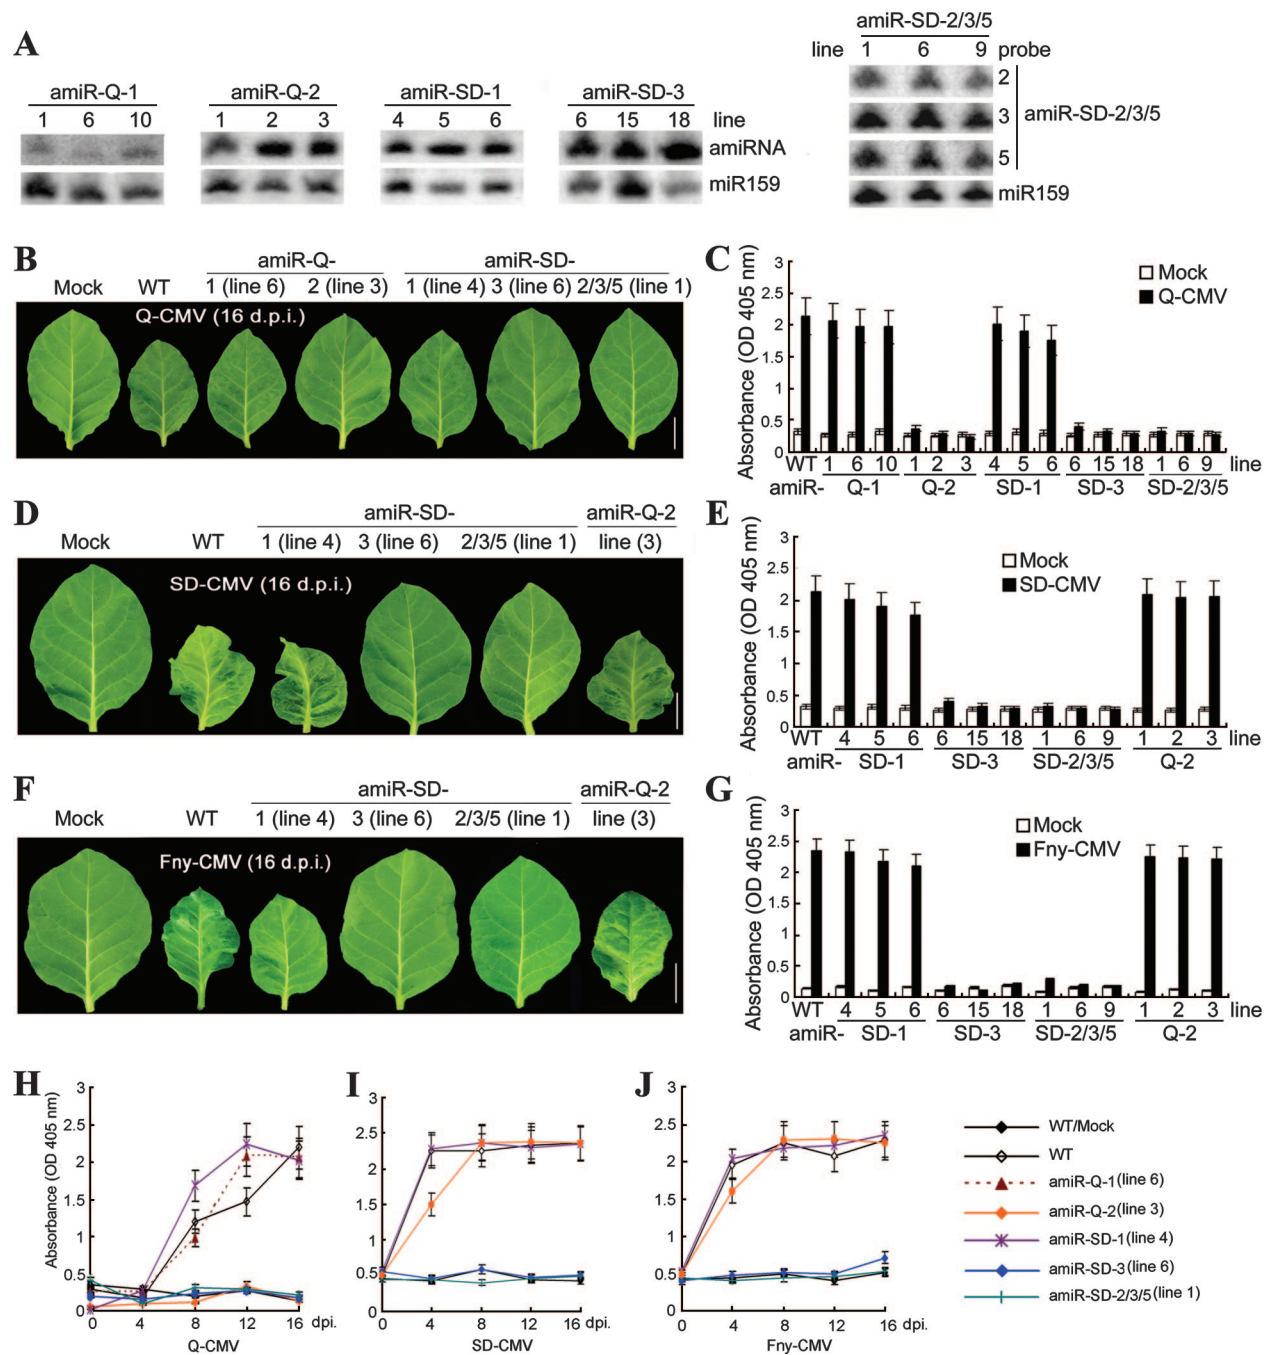 A
amiR-Q-1
1 6 10
amiR-Q-2
1 2 3
amiR-SD-1
4 5 6
amiR-SD-3
6 15 18
line
amiRNA
miR159
amiR-SD-2/3/5
line 1 6 9 probe
2
3
5
amiR-SD-2/3/5
miR159
B
amiR-Q- amiR-SD-
Mock WT 1 (line 6) 2 (line 3) 1 (line 4) 3 (line 6) 2/3/5 (line 1)
Q-CMV (16 d.p.i.)
C
Absorbance (OD 405 nm)
3
2.5
2
1.5
1
0.5
0
Mock
Q-CMV
WT 1 6 10 1 2 3 4 5 6 6 15 18 1 6 9 line
amiR- Q-1 Q-2 SD-1 SD-3 SD-2/3/5
D
amiR-SD- amiR-Q-2
Mock WT 1 (line 4) 3 (line 6) 2/3/5 (line 1) line (3)
SD-CMV (16 d.p.i.)
E
Absorbance (OD 405 nm)
3
2.5
2
1.5
1
0.5
0
Mock
SD-CMV
WT 4 5 6 6 15 18 1 6 9 1 2 3 line
amiR- SD-1 SD-3 SD-2/3/5 Q-2
F
amiR-SD- amiR-Q-2
Mock WT 1 (line 4) 3 (line 6) 2/3/5 (line 1) line (3)
Fny-CMV (16 d.p.i.)
G
Absorbance (OD 405 nm)
3
2.5
2
1.5
1
0.5
0
Mock
Fny-CMV
WT 4 5 6 6 15 18 1 6 9 1 2 3 line
amiR- SD-1 SD-3 SD-2/3/5 Q-2
H
Absorbance (OD 405 nm)
3
2.5
2
1.5
1
0.5
0
0 4 8 12 16 dpi.
Q-CMV
I
3
2.5
2
1.5
1
0.5
0
0 4 8 12 16 dpi.
SD-CMV
J
3
2.5
2
1.5
1
0.5
0
0 4 8 12 16 dpi.
Fny-CMV
WT/Mock
WT
amiR-Q-1 (line 6)
amiR-Q-2 (line 3)
amiR-SD-1 (line 4)
amiR-SD-3 (line 6)
amiR-SD-2/3/5 (line 1)